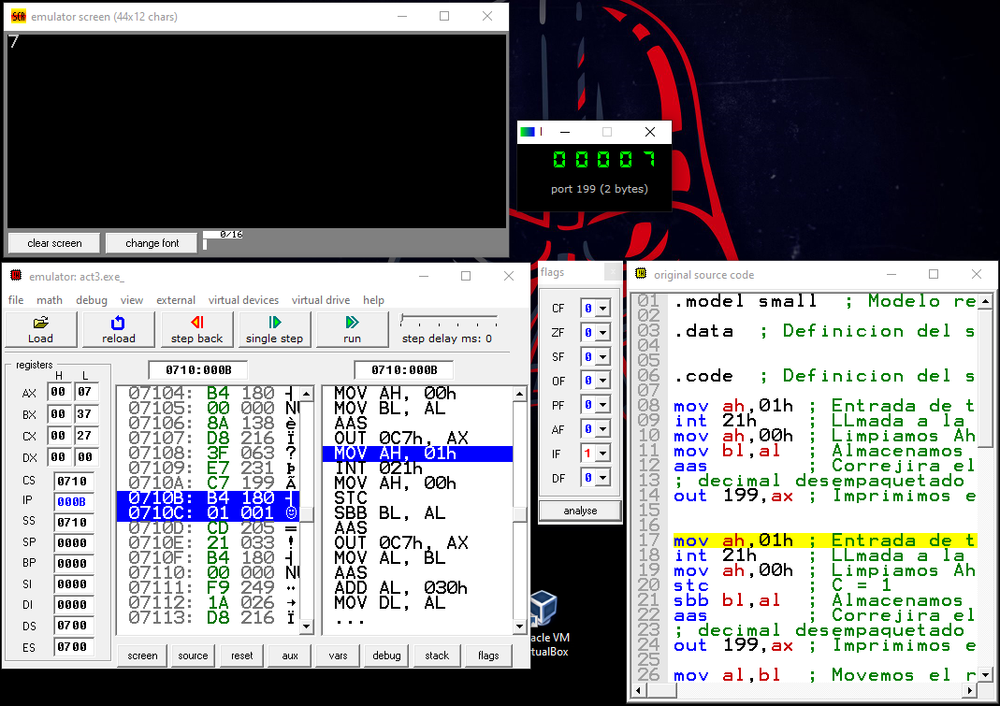 emulator screen (44x12 chars)
7
clear screen
change font
0/16
00007
port 199 (2 bytes)
emulator: act3.exe_
file math debug view external virtual devices virtual drive help
Load reload step back single step run step delay ms: 0
registers
H L
AX 00 07
BX 00 37
CX 00 27
DX 00 00
CS 0710
IP 000B
SS 0710
SP 0000
BP 0000
SI 0000
DI 0000
DS 0700
ES 0700
0710:000B
0710:000B
07104: B4 180 ┤
07105: 00 000 NU
07106: 8A 138 è
07107: D8 216 Ï
07108: 3F 063 ?
07109: E7 231 þ
0710A: C7 199 Ã
0710B: B4 180 ┤
0710C: 01 001 ☺
0710D: CD 205 =
0710E: 21 033 !
0710F: B4 180 ┤
07110: 00 000 NU
07111: F9 249 ¨
07112: 1A 026 →
07113: D8 216 Ï
MOV AH, 00h
MOV BL, AL
AAS
OUT 0C7h, AX
MOV AH, 01h
INT 021h
MOV AH, 00h
STC
SBB BL, AL
AAS
OUT 0C7h, AX
MOV AL, BL
AAS
ADD AL, 030h
MOV DL, AL
...
screen source reset aux vars debug stack flags
flags
CF 0
ZF 0
SF 0
OF 0
PF 0
AF 0
IF 1
DF 0
analyse
original source code
01 .model small ; Modelo re
02
03 .data ; Definicion del s
04
05
06 .code ; Definicion del s
07
08 mov ah,01h ; Entrada de t
09 int 21h ; LLmada a la
10 mov ah,00h ; Limpiamos Ah
11 mov bl,al ; Almacenamos
12 aas ; Correjira el
13 ; decimal desempaquetado
14 out 199,ax ; Imprimimos e
15
16
17 mov ah,01h ; Entrada de t
18 int 21h ; LLmada a la
19 mov ah,00h ; Limpiamos Ah
20 stc ; C = 1
21 sbb bl,al ; Almacenamos
22 aas ; Correjira el
23 ; decimal desempaquetado
24 out 199,ax ; Imprimimos e
25
26 mov al,bl ; Movemos el r
acle VM
rtualBox